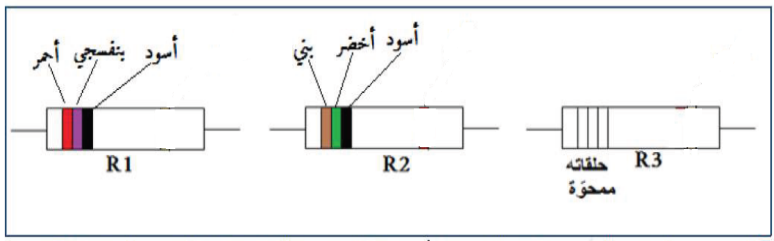 أحمر بنفسجي أسود
بني أخضر أسود
R1
R2
R3
حلقاته
ممحوّة